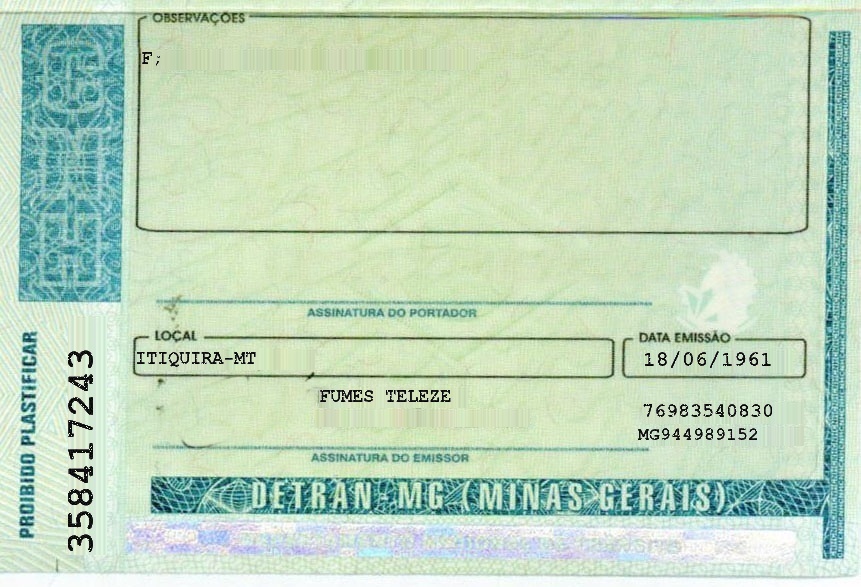 OBSERVAÇÕES
F;
ASSINATURA DO PORTADOR
LOCAL DATA EMISSÃO
ITIQUIRA-MT 18/06/1961
FUMES TELEZE
76983540830
MG944989152
ASSINATURA DO EMISSOR
DETRAN-MG (MINAS GERAIS)
PROIBIDO PLASTIFICAR
358417243